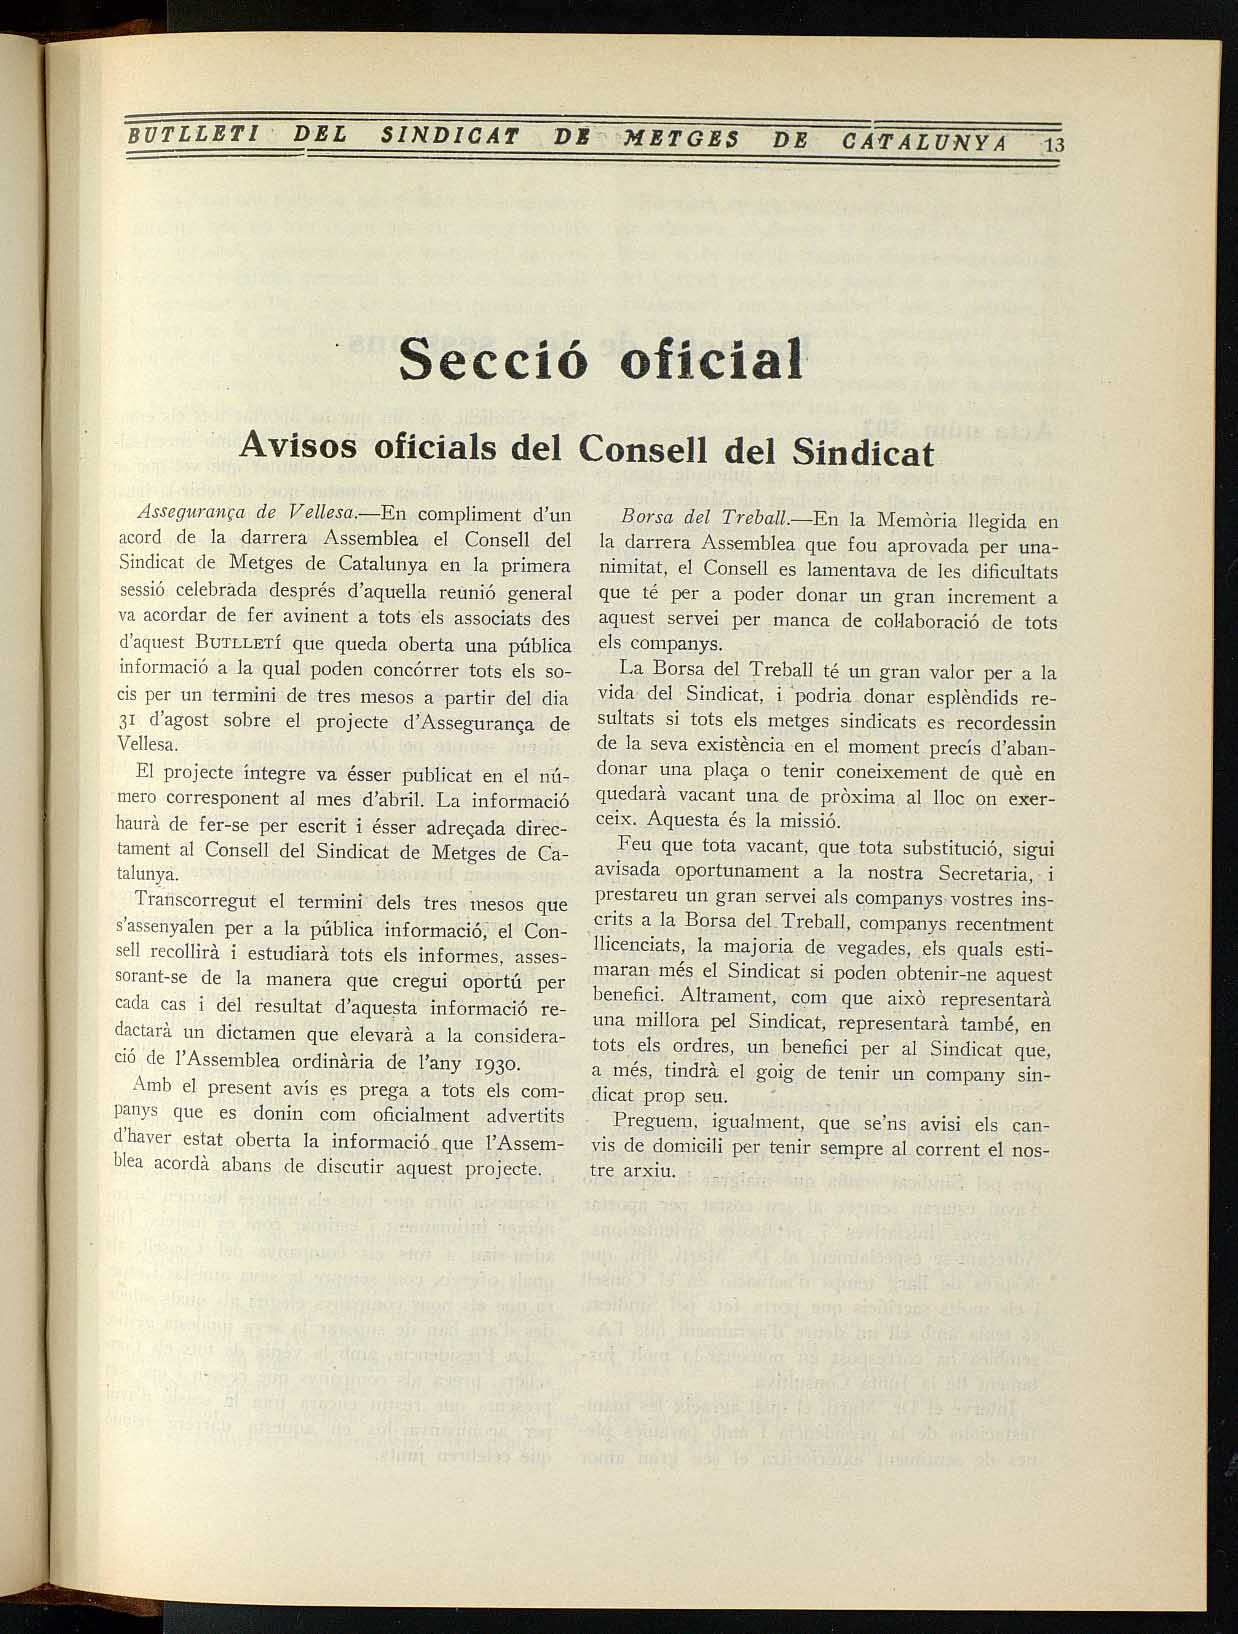 BUTLLETI DEL SINDICAT DE METGES DE CATALUNYA 13
Secció oficial
Avisos oficials del Consell del Sindicat
Assegurança de Vellesa.—En compliment d'un
acord de la darrera Assemblea el Consell del
Sindicat de Metges de Catalunya en la primera
sessió celebrada després d'aquella reunió general
va acordar de fer avinent a tots els associats des
d'aquest BUTLLETÍ que queda oberta una pública
informació a la qual poden concórrer tots els so-
cis per un termini de tres mesos a partir del dia
31 d'agost sobre el projecte d'Assegurança de
Vellesa.
El projecte íntegre va ésser publicat en el nú-
mero corresponent al mes d'abril. La informació
haurà de fer-se per escrit i ésser adreçada direc-
tament al Consell del Sindicat de Metges de Ca-
talunya.
Transcorregut el termini dels tres mesos que
s'assenyalen per a la pública informació, el Con-
sell recollirà i estudiarà tots els informes, asses-
sorant-se de la manera que cregui oportú per
cada cas i del resultat d'aquesta informació re-
dactarà un dictamen que elevarà a la considera-
ció de l'Assemblea ordinària de l'any 1930.
Amb el present avís es prega a tots els com-
panys que es donin com oficialment advertits
d'haver estat oberta la informació que l'Assem-
blea acordà abans de discutir aquest projecte.
Borsa del Treball.—En la Memòria llegida en
la darrera Assemblea que fou aprovada per una-
nimitat, el Consell es lamentava de les dificultats
que té per a poder donar un gran increment a
aquest servei per manca de col·laboració de tots
els companys.
La Borsa del Treball té un gran valor per a la
vida del Sindicat, i podria donar esplèndids re-
sultats si tots els metges sindicats es recordessin
de la seva existència en el moment precís d'aban-
donar una plaça o tenir coneixement de què en
quedarà vacant una de pròxima al lloc on exer-
ceix. Aquesta és la missió.
Feu que tota vacant, que tota substitució, sigui
avisada oportunament a la nostra Secretaria, i
prestareu un gran servei als companys vostres ins-
crits a la Borsa del Treball, companys recentment
llicenciats, la majoria de vegades, els quals esti-
maran més el Sindicat si poden obtenir-ne aquest
benefici. Altrament, com que això representarà
una millora pel Sindicat, representarà també, en
tots els ordres, un benefici per al Sindicat que,
a més, tindrà el goig de tenir un company sin-
dicat prop seu.
Preguem, igualment, que se'ns avisi els can-
vis de domicili per tenir sempre al corrent el nos-
tre arxiu.